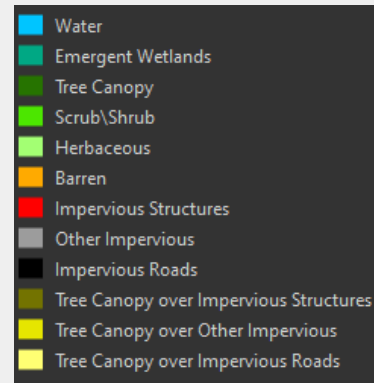 Water
Emergent Wetlands
Tree Canopy
Scrub\Shrub
Herbaceous
Barren
Impervious Structures
Other Impervious
Impervious Roads
Tree Canopy over Impervious Structures
Tree Canopy over Other Impervious
Tree Canopy over Impervious Roads